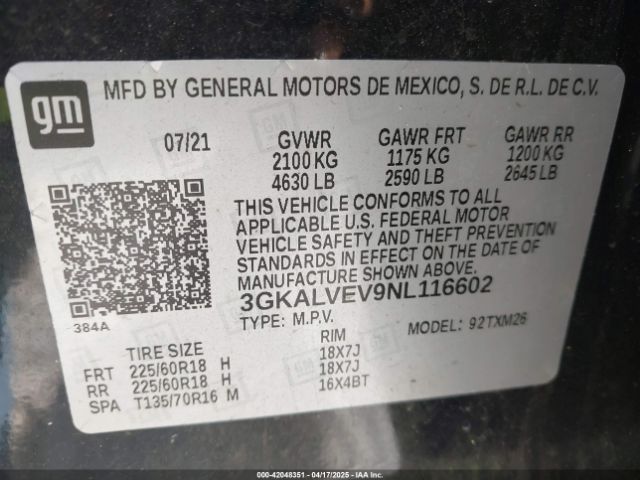 gm
MFD BY GENERAL MOTORS DE MEXICO, S. DE R.L. DE C.V.
07/21 GVWR GAWR FRT GAWR RR
2100 KG 1175 KG 1200 KG
4630 LB 2590 LB 2645 LB
THIS VEHICLE CONFORMS TO ALL
APPLICABLE U.S. FEDERAL MOTOR
VEHICLE SAFETY AND THEFT PREVENTION
STANDARDS IN EFFECT ON THE DATE OF
MANUFACTURE SHOWN ABOVE.
3GKALVEV9NL116602
384A
TYPE: M.P.V. MODEL: 92TXM26
TIRE SIZE RIM
FRT 225/60R18 H 18X7J
RR 225/60R18 H 18X7J
SPA T135/70R16 M 16X4BT
000-42048351 - 04/17/2025 - IAAI.COM